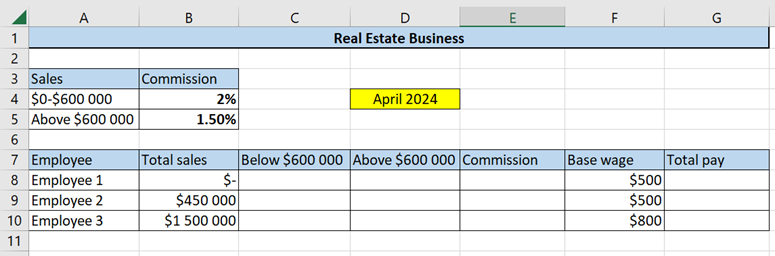 A B C D E F G
1 Real Estate Business
2
3 Sales Commission
4 $0-$600 000 2% April 2024
5 Above $600 000 1.50%
6
7 Employee Total sales Below $600 000 Above $600 000 Commission Base wage Total pay
8 Employee 1 $- $500
9 Employee 2 $450 000 $500
10 Employee 3 $1 500 000 $800
11